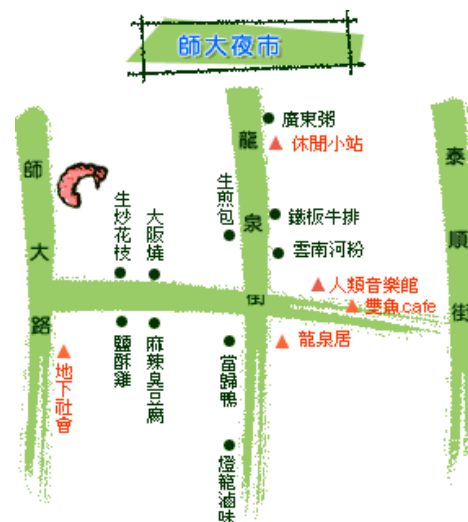 師大夜市
師大路
龍泉街
泰順街
廣東粥
休閒小站
生炒花枝
大阪燒
生煎包
鐵板牛排
雲南河粉
人類音樂館
雙魚cafe
龍泉居
地下社會
鹽酥雞
麻辣臭豆腐
當歸鴨
燈籠滷味